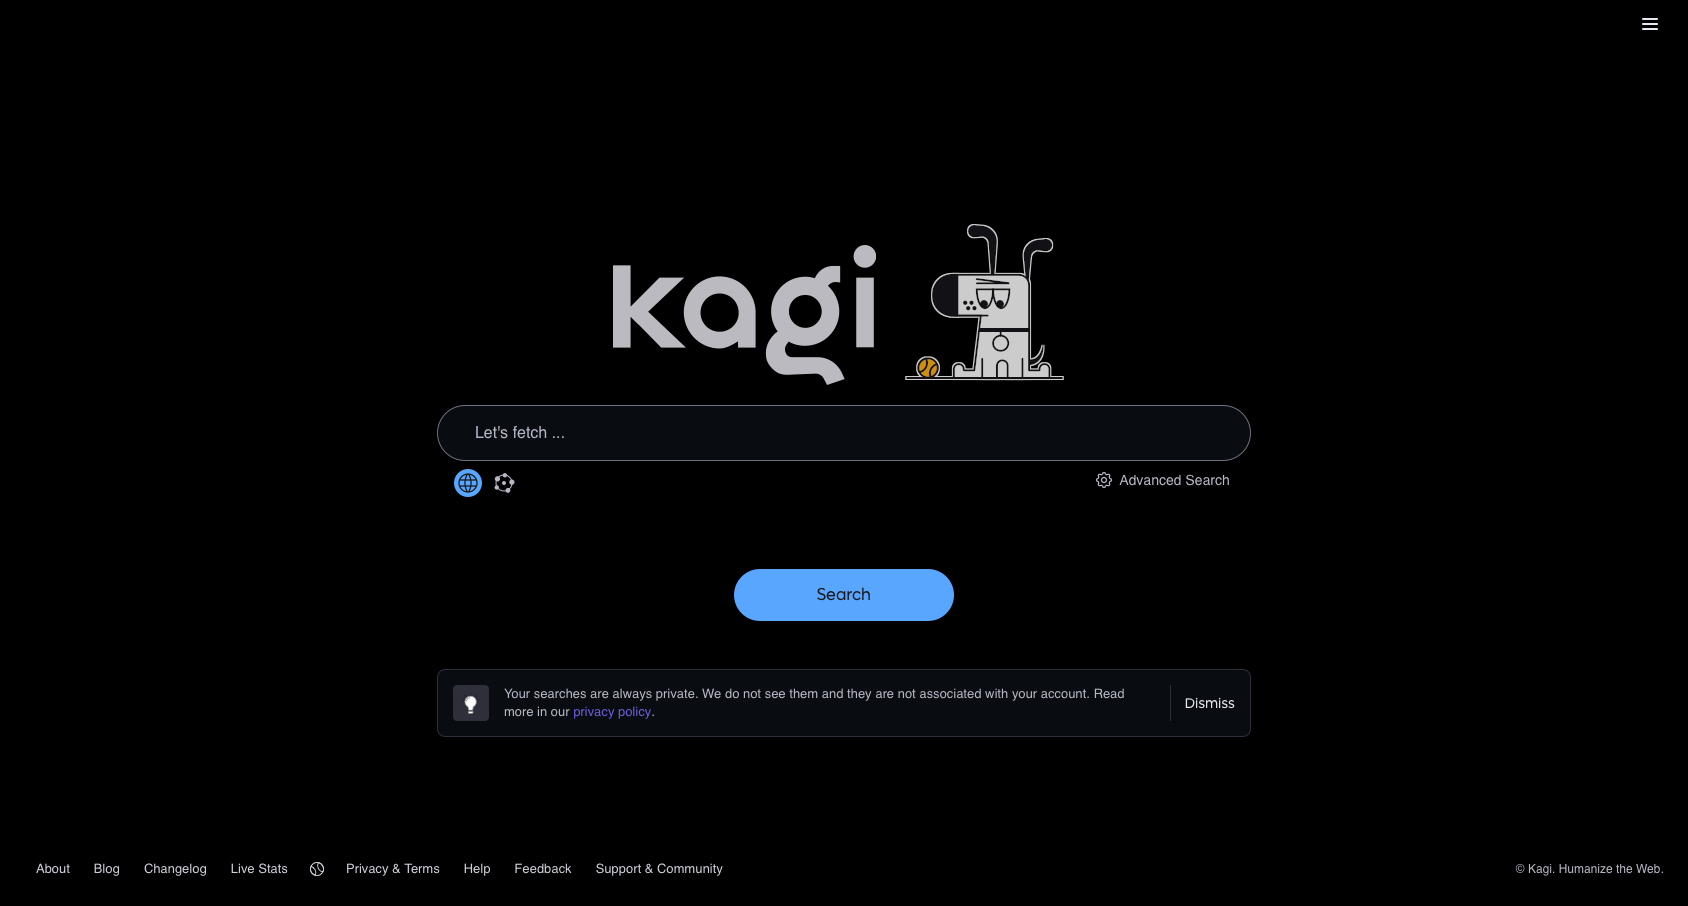 kagi
Let's fetch ...
Advanced Search
Search
Your searches are always private. We do not see them and they are not associated with your account. Read
more in our privacy policy.
Dismiss
About Blog Changelog Live Stats Privacy & Terms Help Feedback Support & Community © Kagi. Humanize the Web.